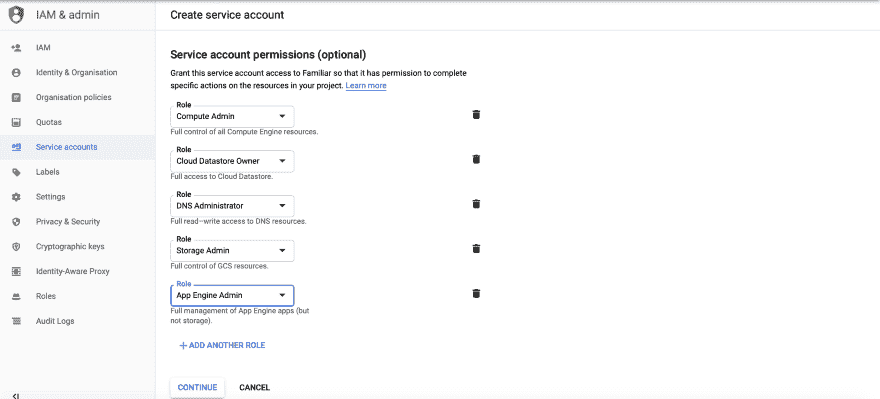 IAM & admin
Create service account
IAM
Identity & Organisation
Organisation policies
Quotas
Service accounts
Labels
Settings
Privacy & Security
Cryptographic keys
Identity-Aware Proxy
Roles
Audit Logs
Service account permissions (optional)
Grant this service account access to Familiar so that it has permission to complete
specific actions on the resources in your project. Learn more
Role
Compute Admin
Full control of all Compute Engine resources.
Role
Cloud Datastore Owner
Full access to Cloud Datastore.
Role
DNS Administrator
Full read–write access to DNS resources.
Role
Storage Admin
Full control of GCS resources.
Role
App Engine Admin
Full management of App Engine apps (but
not storage).
+ ADD ANOTHER ROLE
CONTINUE CANCEL